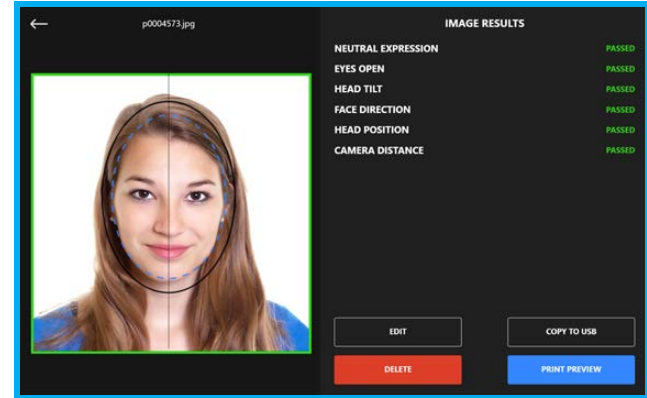 p0004573.jpg
IMAGE RESULTS
NEUTRAL EXPRESSION PASSED
EYES OPEN PASSED
HEAD TILT PASSED
FACE DIRECTION PASSED
HEAD POSITION PASSED
CAMERA DISTANCE PASSED
EDIT COPY TO USB
DELETE PRINT PREVIEW